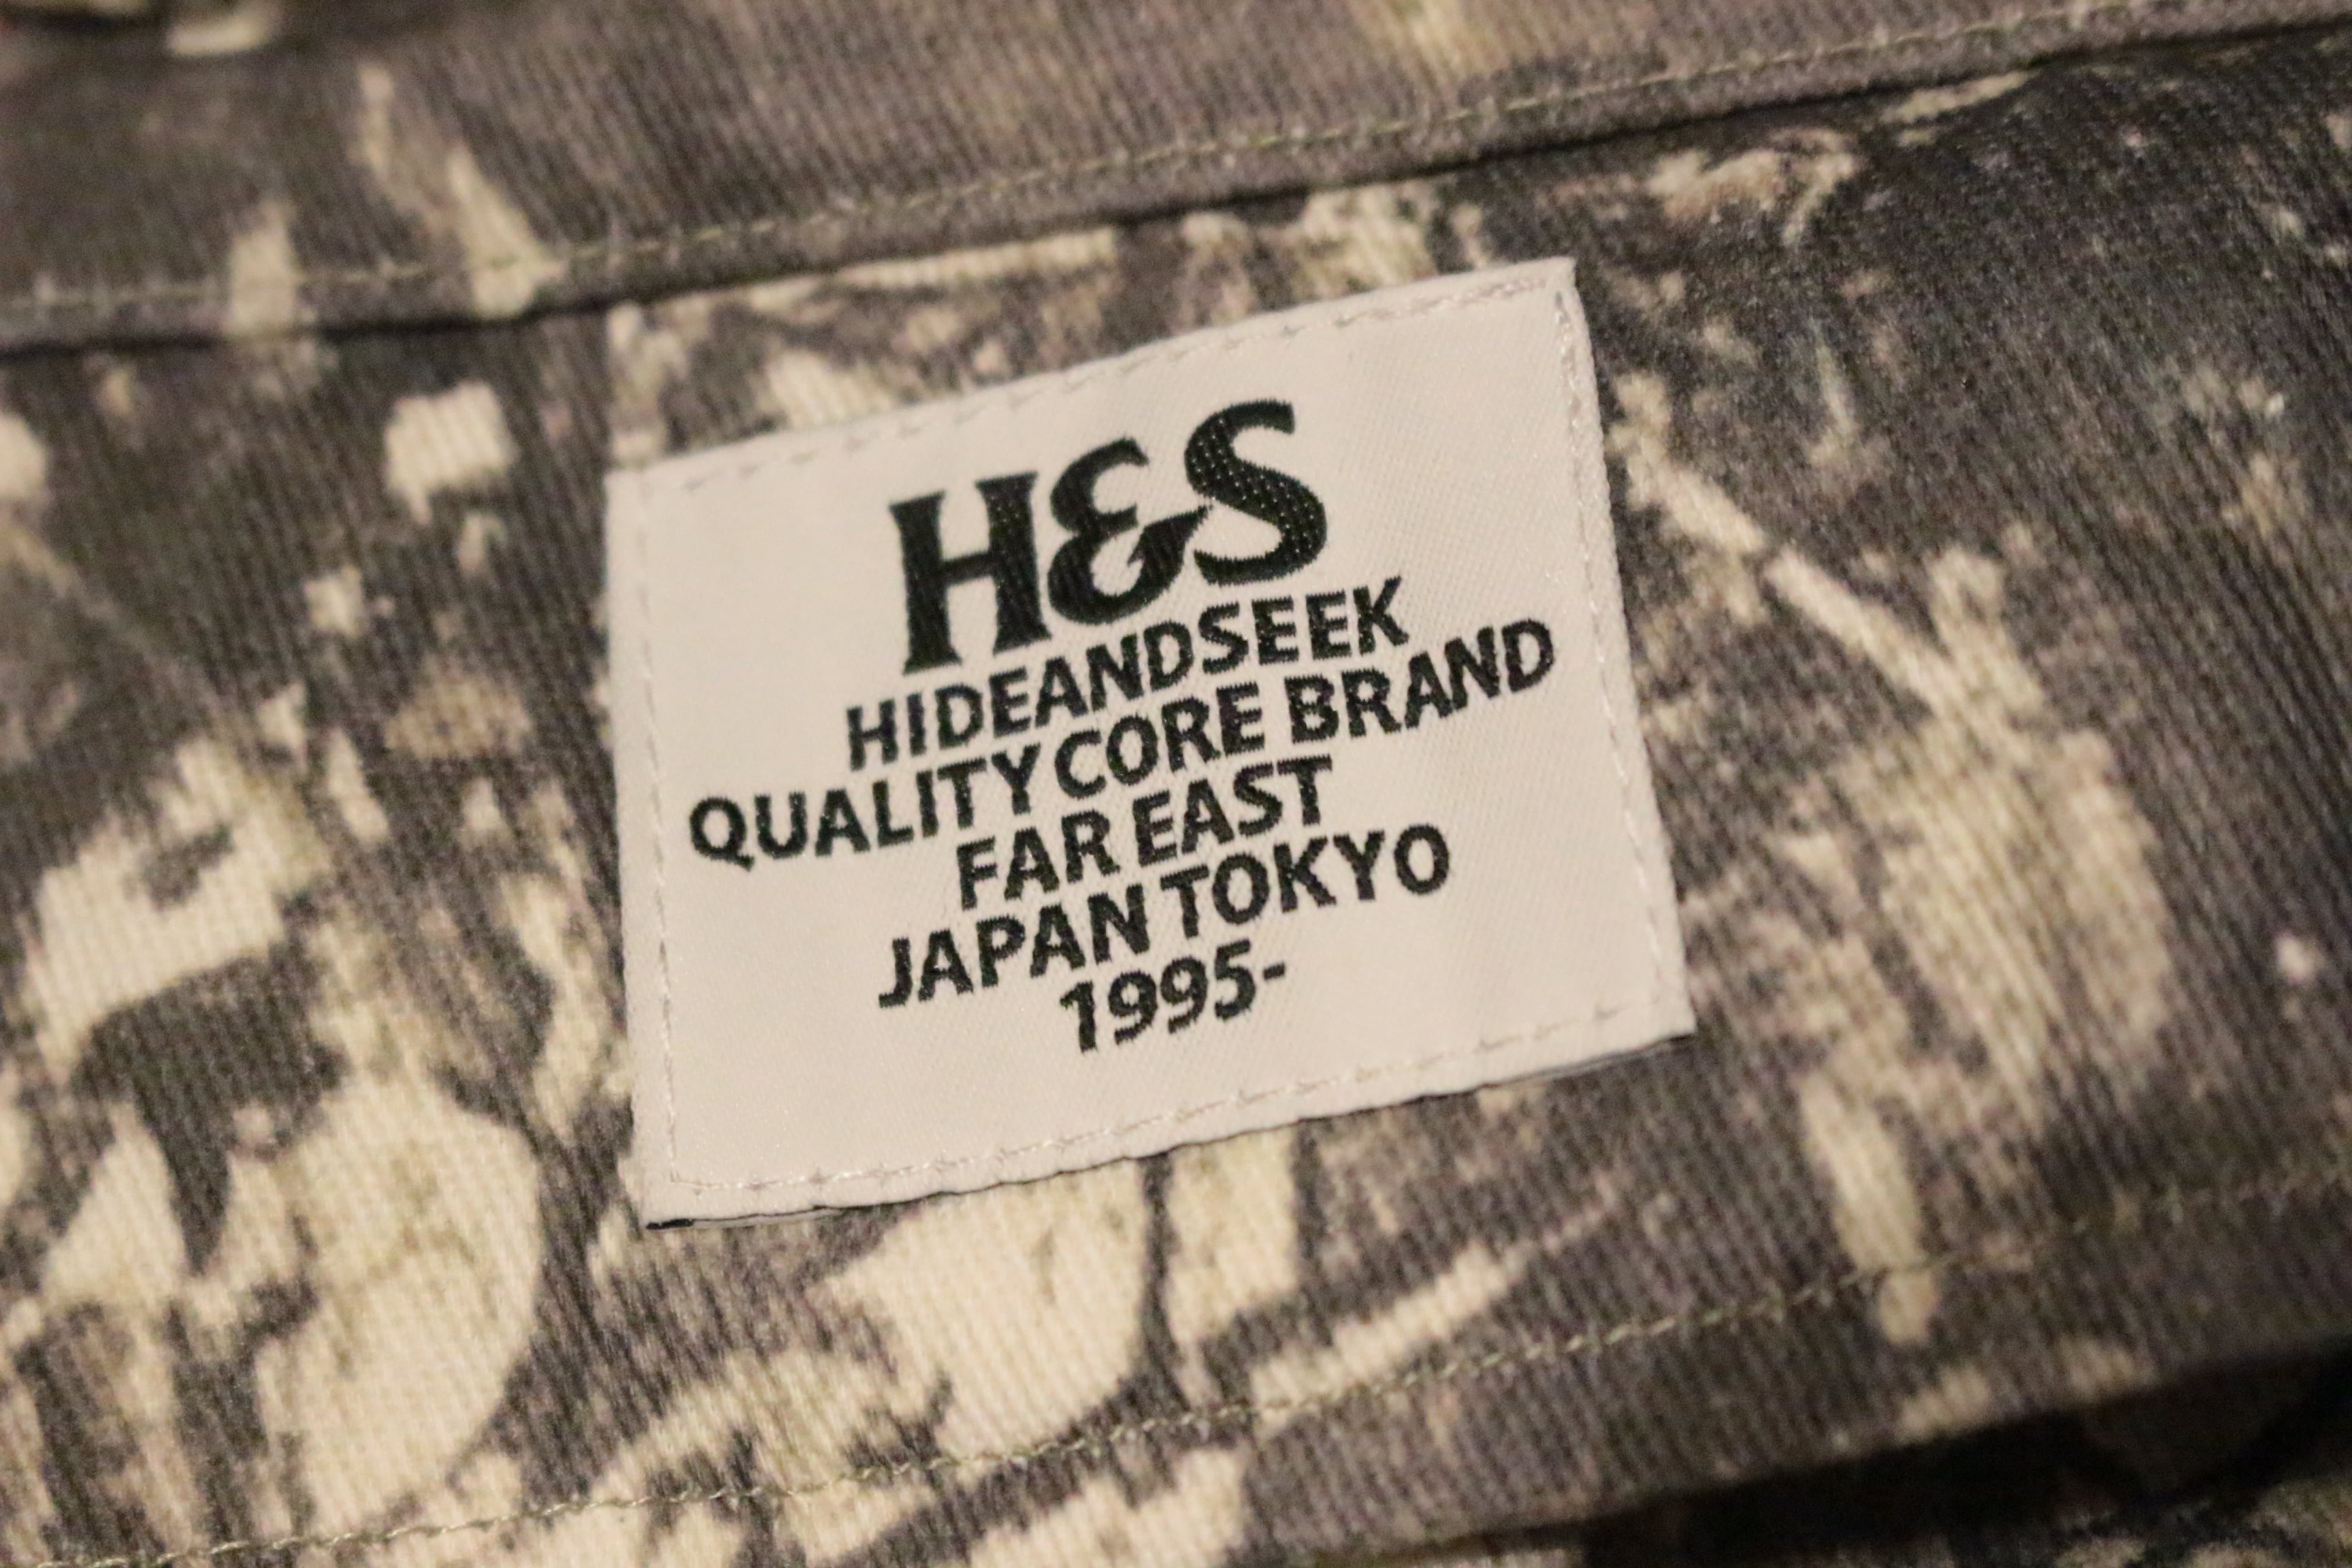 H&S
HIDEANDSEEK
QUALITY CORE BRAND
FAR EAST
JAPAN TOKYO
1995-